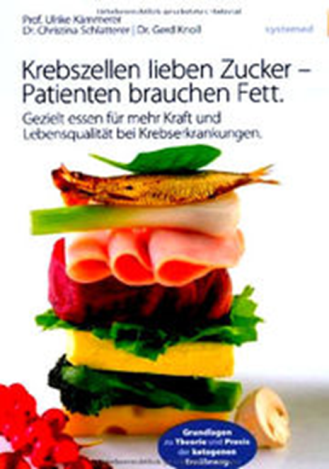 Prof. Ulrike Kämmerer
Dr. Christina Schlatterer | Dr. Gerd Knoll
systemed
Krebszellen lieben Zucker –
Patienten brauchen Fett.
Gezielt essen für mehr Kraft und
Lebensqualität bei Krebserkrankungen.
Grundlagen
zu Theorie und Praxis
der ketogenen
Ernährung